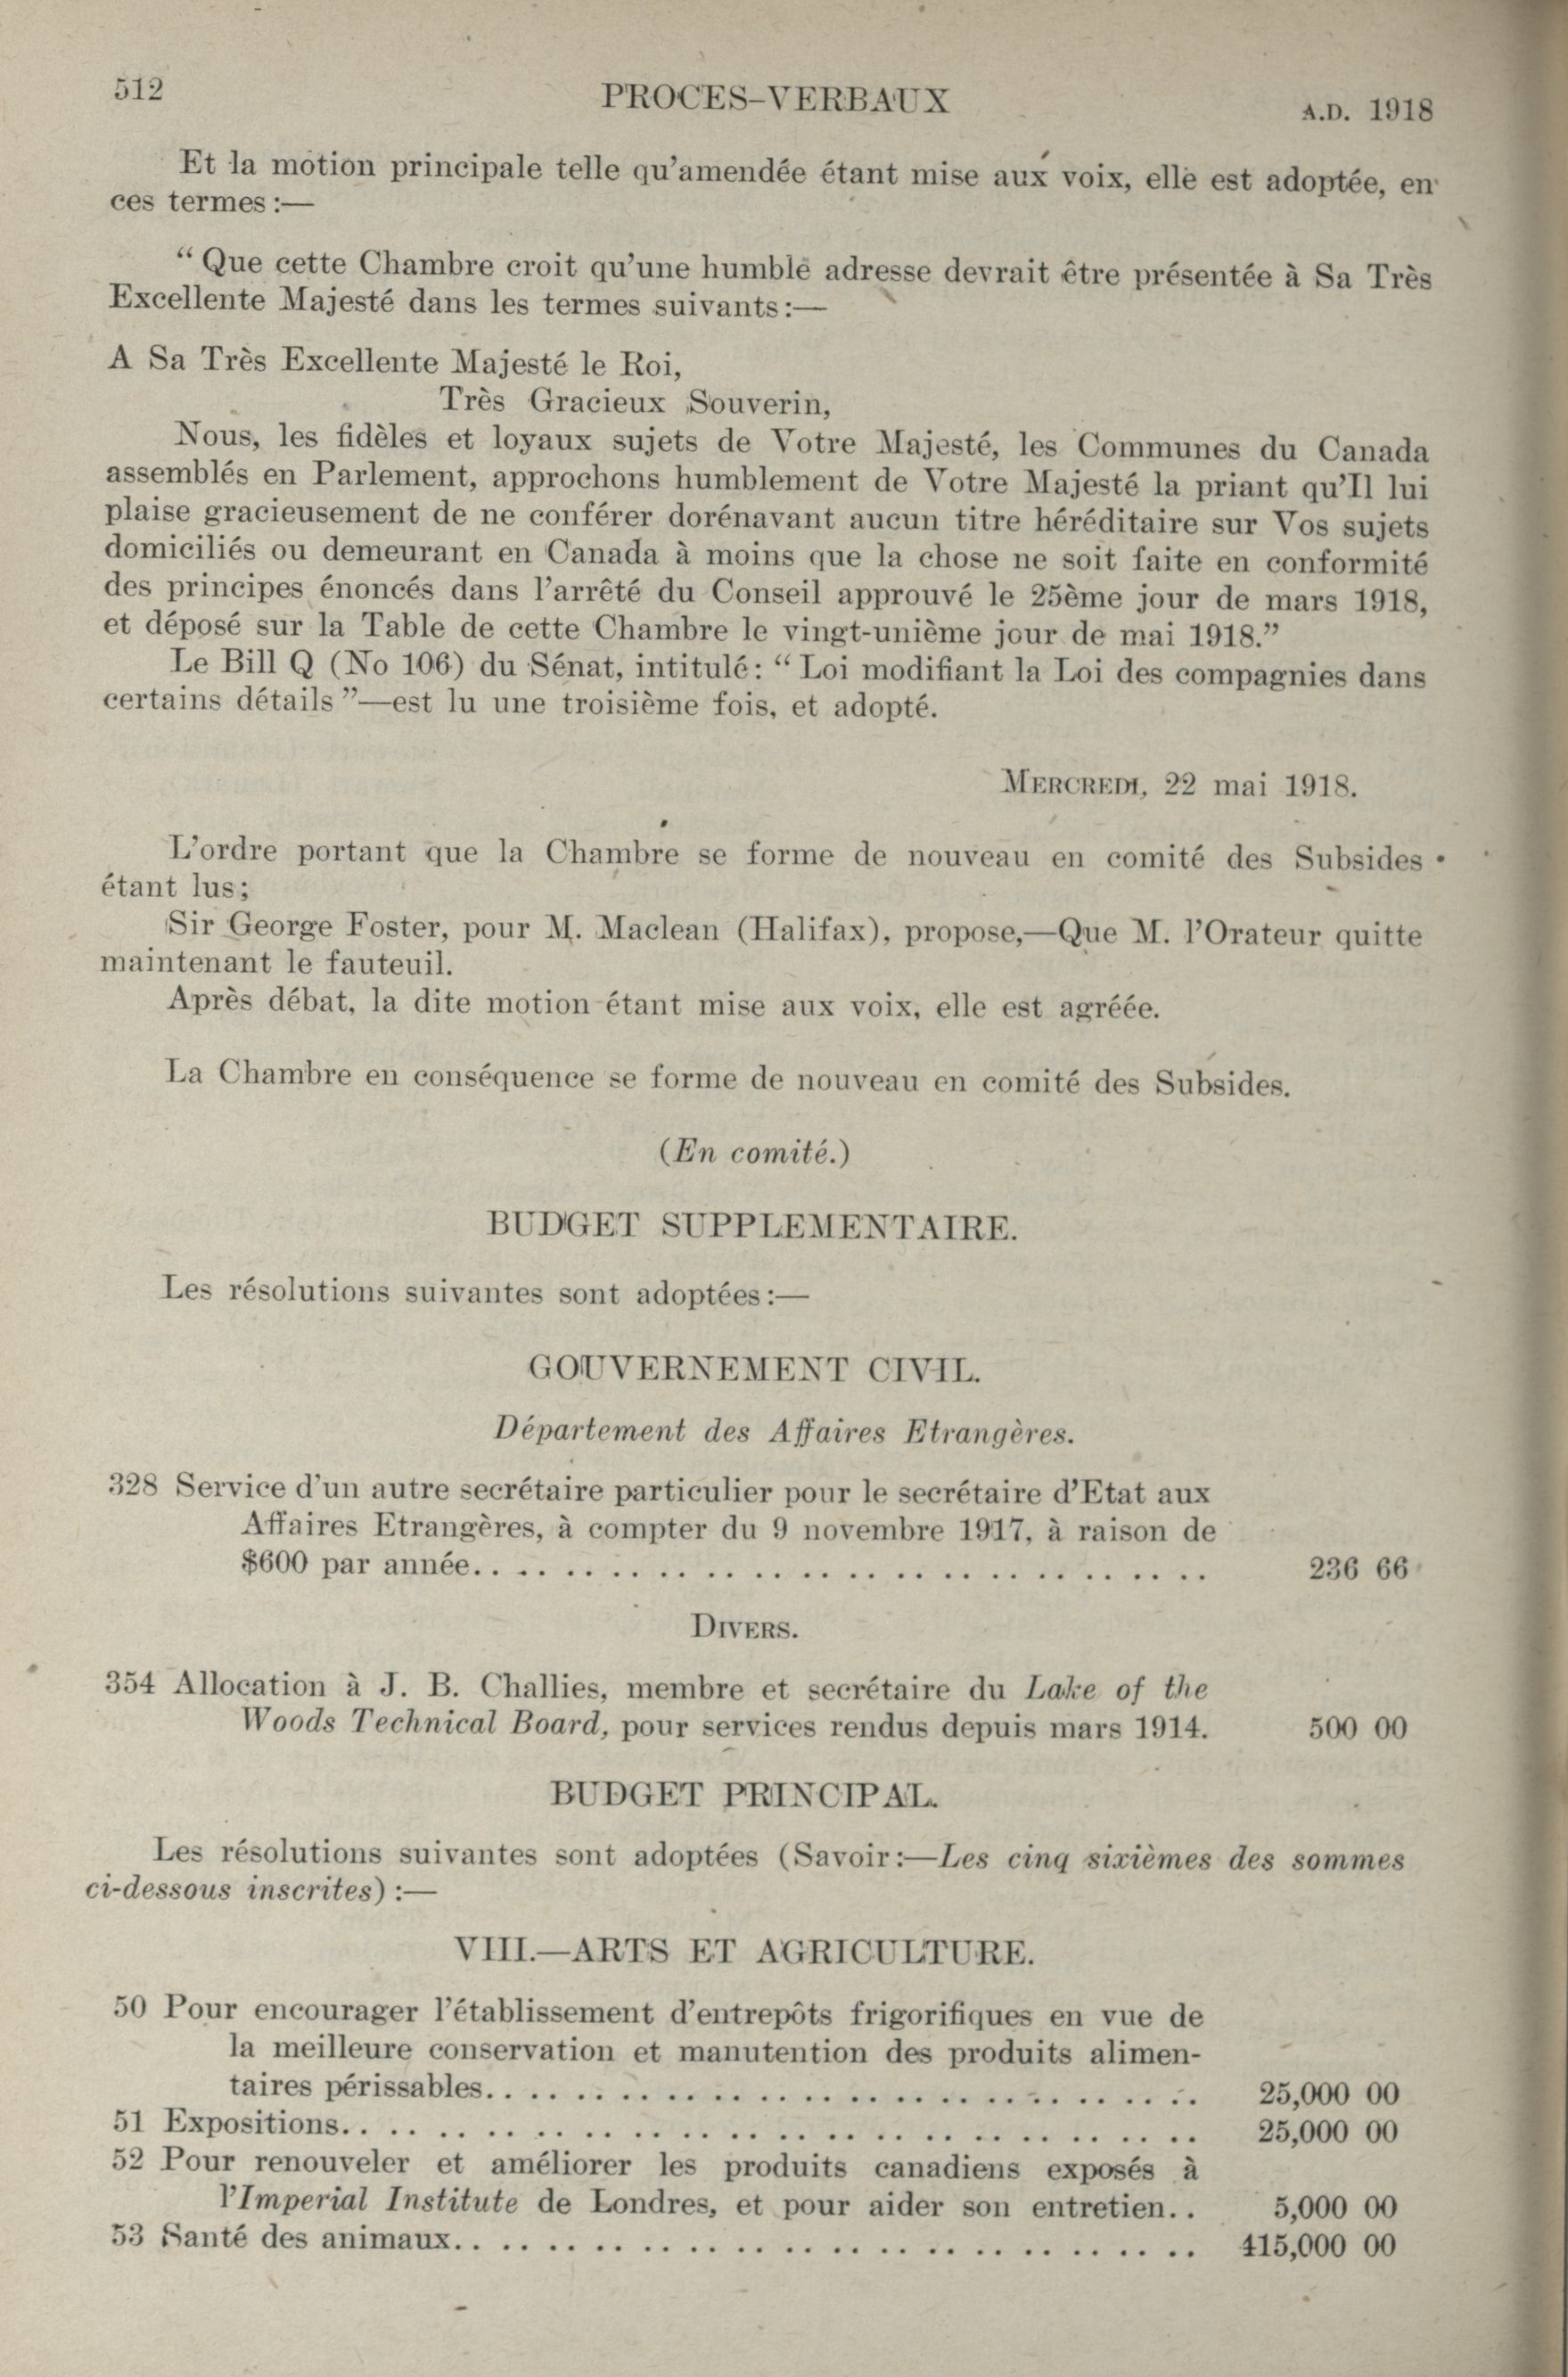 512
PROCES-VERBAUX
A.D. 1918
Et la motion principale telle qu'amendée étant mise aux voix, elle est adoptée, en
ces termes:—
“ Que cette Chambre croit qu'une humble adresse devrait être présentée à Sa Très
Excellente Majesté dans les termes suivants:—
A Sa Très Excellente Majesté le Roi,
Très Gracieux Souverin,
Nous, les fidèles et loyaux sujets de Votre Majesté, les Communes du Canada
assemblés en Parlement, approchons humblement de Votre Majesté la priant qu'Il lui
plaise gracieusement de ne conférer dorénavant aucun titre héréditaire sur Vos sujets
domiciliés ou demeurant en Canada à moins que la chose ne soit faite en conformité
des principes énoncés dans l'arrêté du Conseil approuvé le 25ème jour de mars 1918,
et déposé sur la Table de cette Chambre le vingt-unième jour de mai 1918.”
Le Bill Q (No 106) du Sénat, intitulé: “ Loi modifiant la Loi des compagnies dans
certains détails ”—est lu une troisième fois, et adopté.
MERCREDI, 22 mai 1918.
L'ordre portant que la Chambre se forme de nouveau en comité des Subsides
étant lus;
Sir George Foster, pour M. Maclean (Halifax), propose,—Que M. l'Orateur quitte
maintenant le fauteuil.
Après débat, la dite motion étant mise aux voix, elle est agréée.
La Chambre en conséquence se forme de nouveau en comité des Subsides.
(En comité.)
BUDGET SUPPLEMENTAIRE.
Les résolutions suivantes sont adoptées:—
GOUVERNEMENT CIVIL.
Département des Affaires Etrangères.
328 Service d'un autre secrétaire particulier pour le secrétaire d'Etat aux
Affaires Etrangères, à compter du 9 novembre 1917, à raison de
$600 par année. . . . . . . . . . . . . . . . . . . . . . . . . . . . . . . . 236 66
DIVERS.
354 Allocation à J. B. Challies, membre et secrétaire du Lake of the
Woods Technical Board, pour services rendus depuis mars 1914. 500 00
BUDGET PRINCIPAL.
Les résolutions suivantes sont adoptées (Savoir:—Les cinq sixièmes des sommes
ci-dessous inscrites) :—
VIII.—ARTS ET AGRICULTURE.
50 Pour encourager l'établissement d'entrepôts frigorifiques en vue de
la meilleure conservation et manutention des produits alimen-
taires périssables. . . . . . . . . . . . . . . . . . . . . . . . . . . . . . . 25,000 00
51 Expositions. . . . . . . . . . . . . . . . . . . . . . . . . . . . . . . . . . . 25,000 00
52 Pour renouveler et améliorer les produits canadiens exposés à
l'Imperial Institute de Londres, et pour aider son entretien. . 5,000 00
53 Santé des animaux. . . . . . . . . . . . . . . . . . . . . . . . . . . . . . . 415,000 00